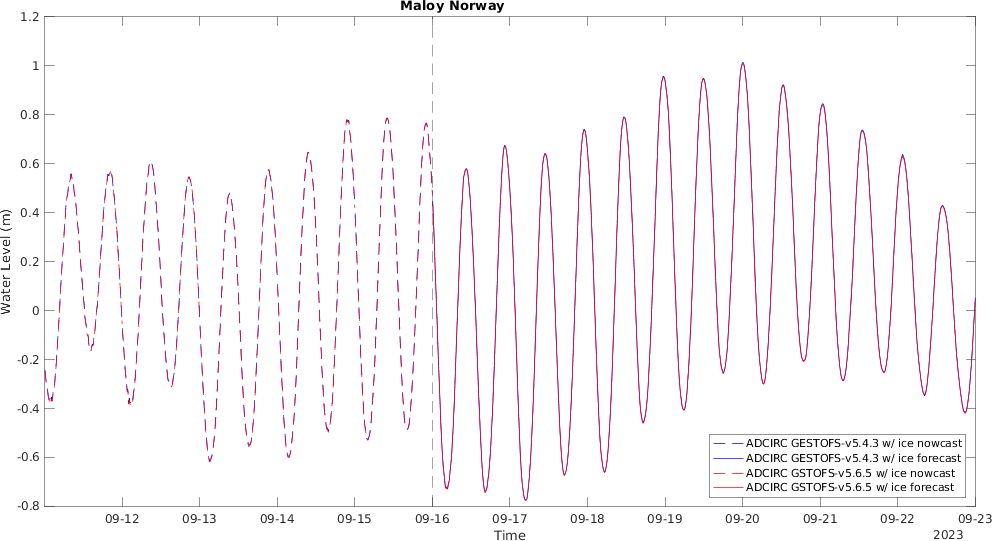 Maloy Norway
1.2
1
0.8
0.6
0.4
0.2
0
-0.2
-0.4
-0.6
-0.8
Water Level (m)
ADCIRC GESTOFS-v5.4.3 w/ ice nowcast
ADCIRC GESTOFS-v5.4.3 w/ ice forecast
ADCIRC GSTOFS-v5.6.5 w/ ice nowcast
ADCIRC GSTOFS-v5.6.5 w/ ice forecast
09-12 09-13 09-14 09-15 09-16 09-17 09-18 09-19 09-20 09-21 09-22 09-23
Time
2023